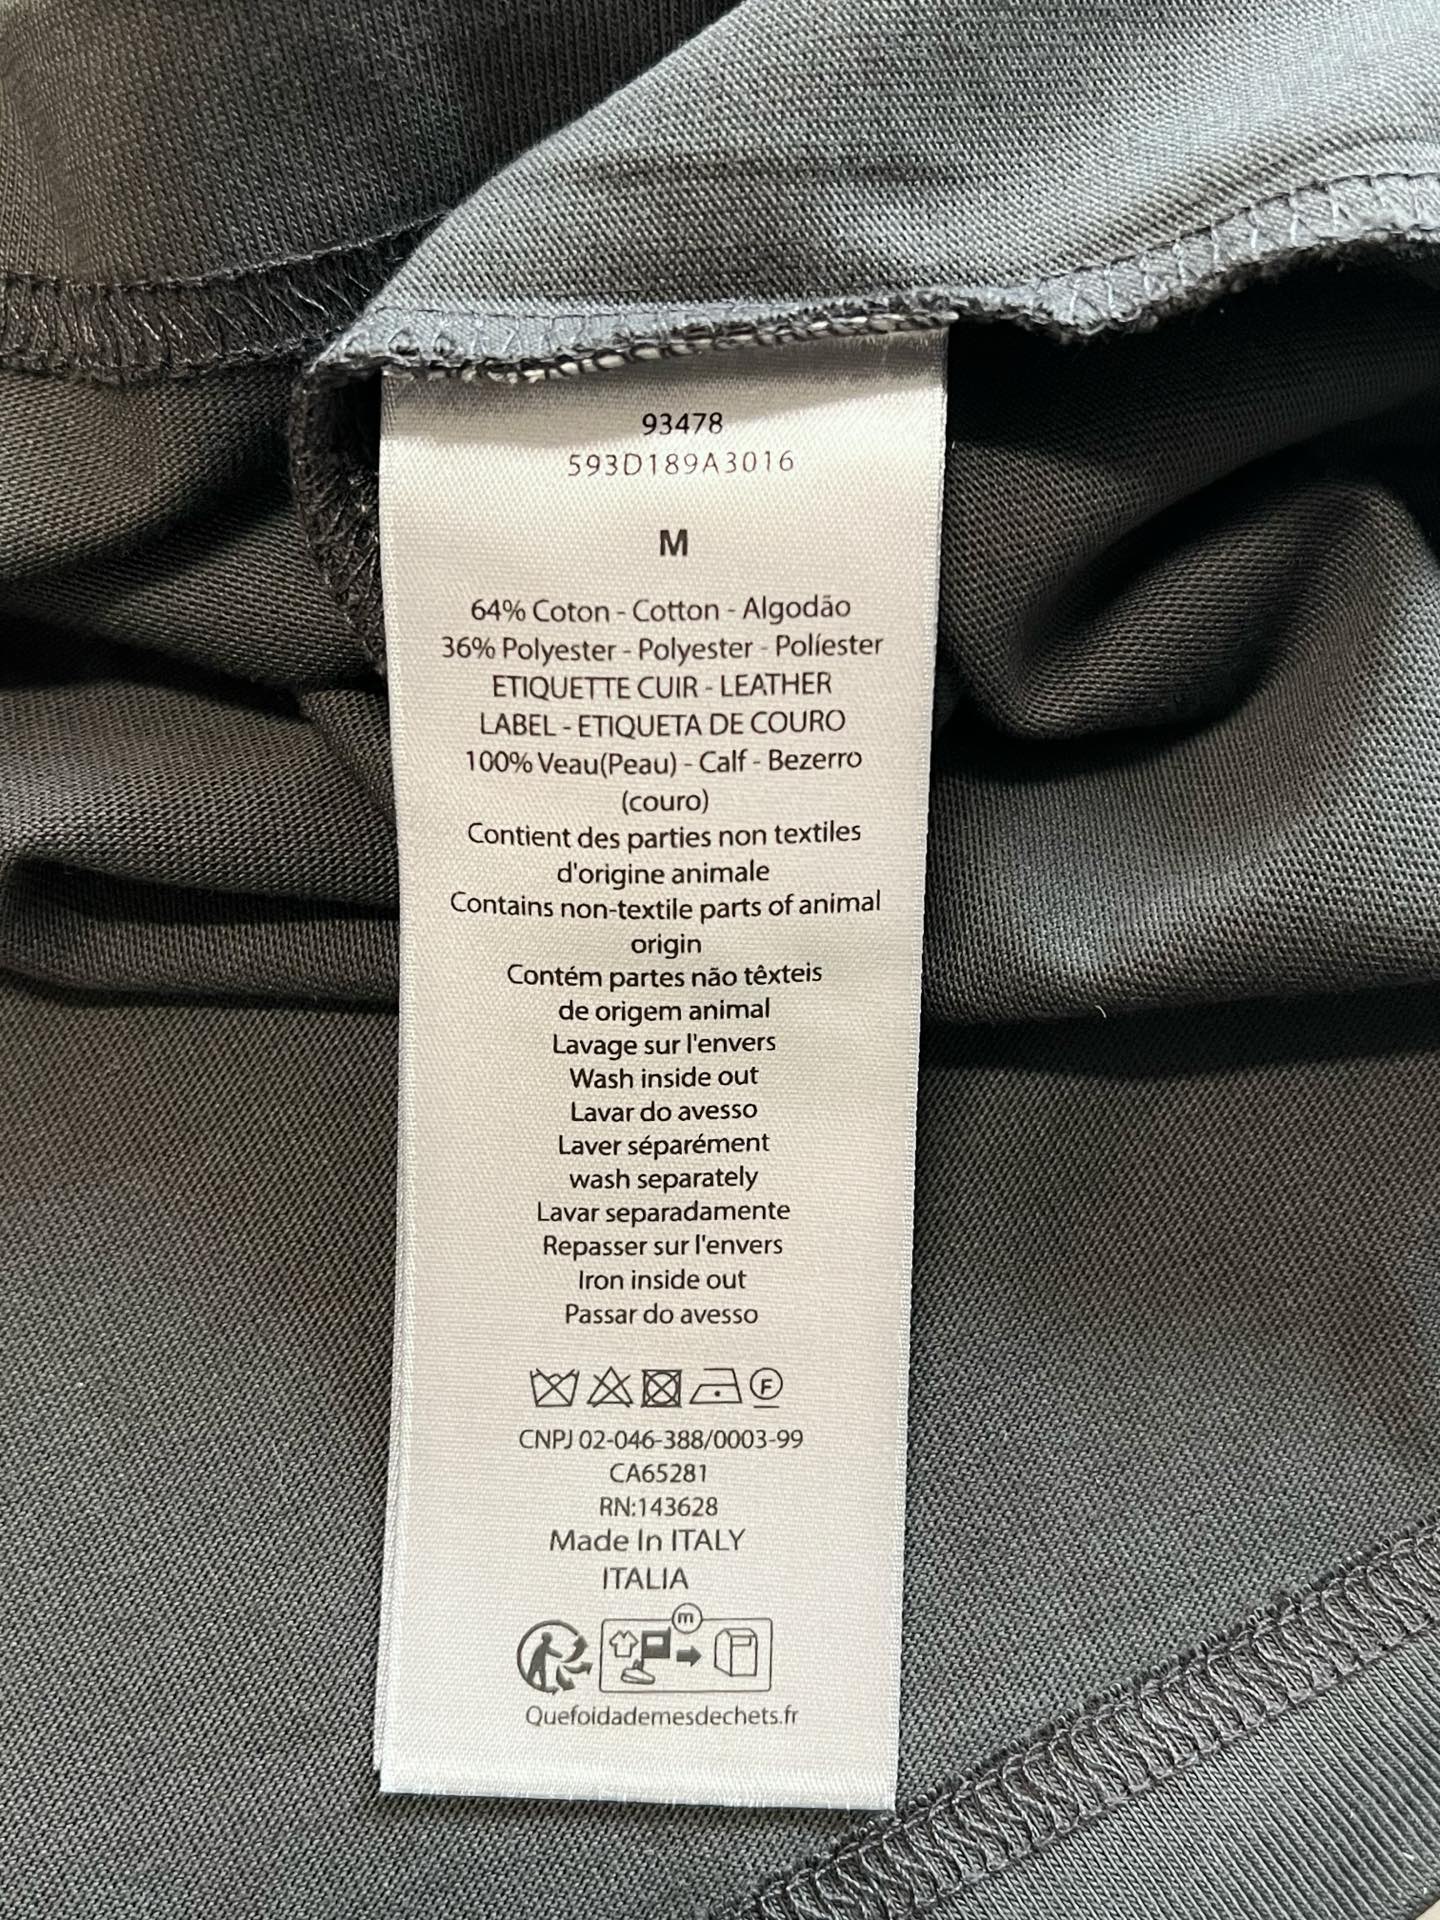 93478
593D189A3016
M
64% Coton - Cotton - Algodão
36% Polyester - Polyester - Políester
ETIQUETTE CUIR - LEATHER
LABEL - ETIQUETA DE COURO
100% Veau(Peau) - Calf - Bezerro
(couro)
Contient des parties non textiles
d'origine animale
Contains non-textile parts of animal
origin
Contém partes não têxteis
de origem animal
Lavage sur l'envers
Wash inside out
Lavar do avesso
Laver séparément
wash separately
Lavar separadamente
Repasser sur l'envers
Iron inside out
Passar do avesso
F
CNPJ 02-046-388/0003-99
CA65281
RN:143628
Made In ITALY
ITALIA
m
Quefoidademesdechets.fr